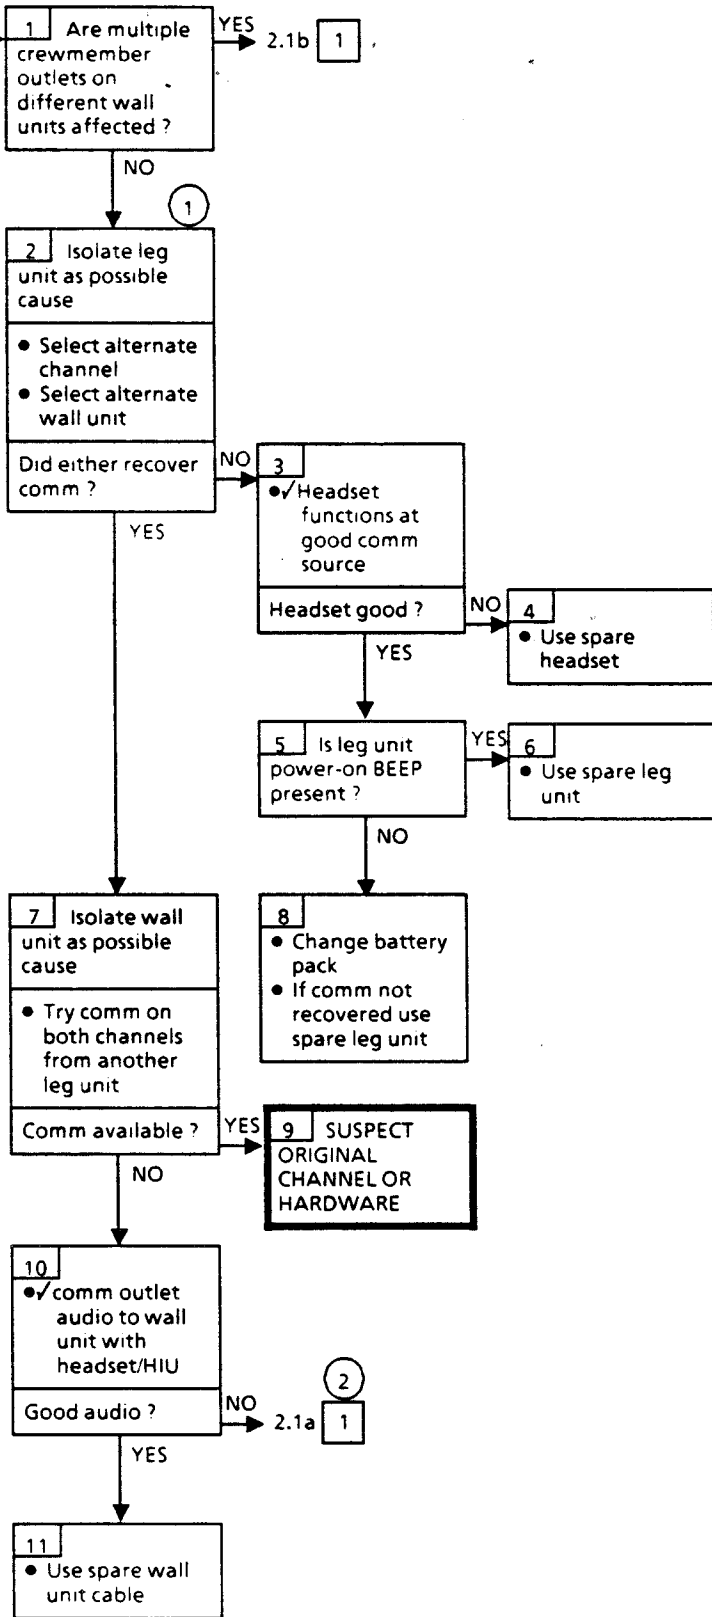 1 Are multiple
crewmember
outlets on
different wall
units affected ?
YES
2.1b 1
NO
1
2 Isolate leg
unit as possible
cause
● Select alternate
channel
● Select alternate
wall unit
Did either recover
comm ?
NO
YES
3
●✓Headset
functions at
good comm
source
Headset good ?
NO
4
● Use spare
headset
YES
5 Is leg unit
power-on BEEP
present ?
YES
6
● Use spare leg
unit
NO
8
● Change battery
pack
● If comm not
recovered use
spare leg unit
7 Isolate wall
unit as possible
cause
● Try comm on
both channels
from another
leg unit
Comm available ?
YES
9 SUSPECT
ORIGINAL
CHANNEL OR
HARDWARE
NO
10
●✓comm outlet
audio to wall
unit with
headset/HIU
Good audio ?
NO
2
2.1a 1
YES
11
● Use spare wall
unit cable